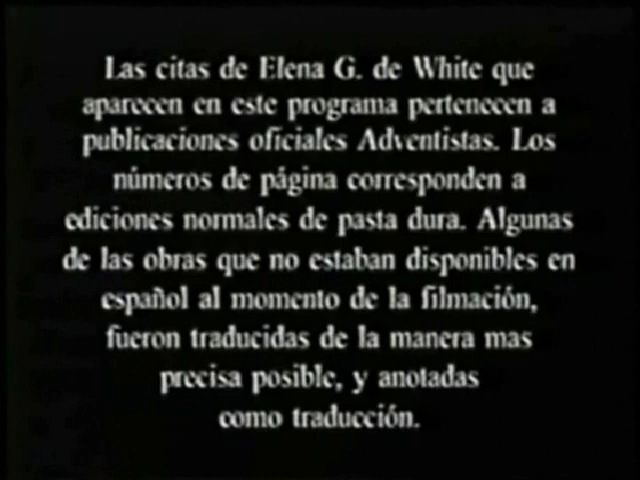 Las citas de Elena G. de White que
aparecen en este programa pertenecen a
publicaciones oficiales Adventistas. Los
números de página corresponden a
ediciones normales de pasta dura. Algunas
de las obras que no estaban disponibles en
español al momento de la filmación,
fueron traducidas de la manera mas
precisa posible, y anotadas
como traducción.